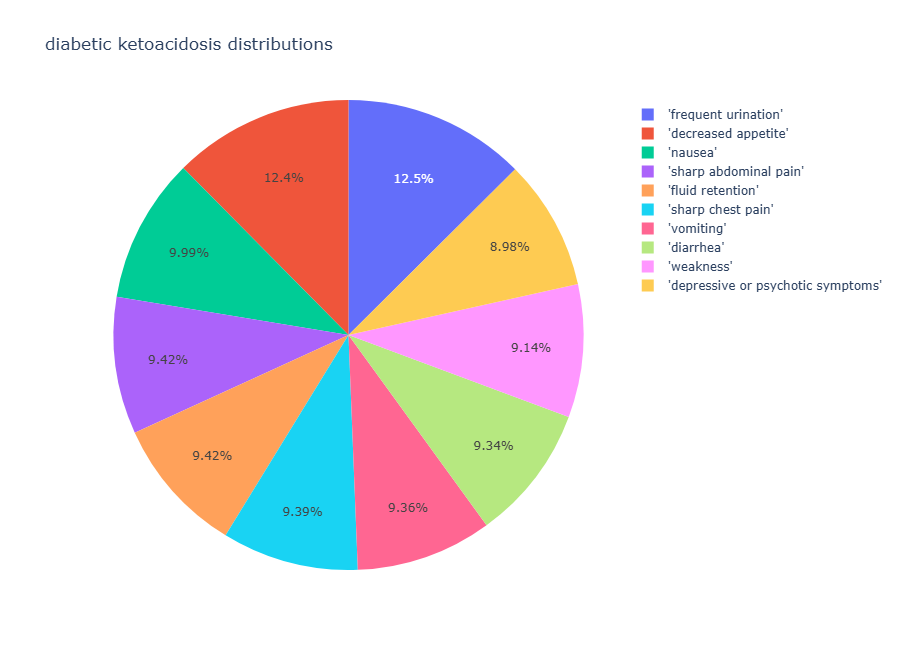 diabetic ketoacidosis distributions
12.4%
12.5%
9.99%
8.98%
9.42%
9.14%
9.42%
9.34%
9.39%
9.36%
'frequent urination'
'decreased appetite'
'nausea'
'sharp abdominal pain'
'fluid retention'
'sharp chest pain'
'vomiting'
'diarrhea'
'weakness'
'depressive or psychotic symptoms'